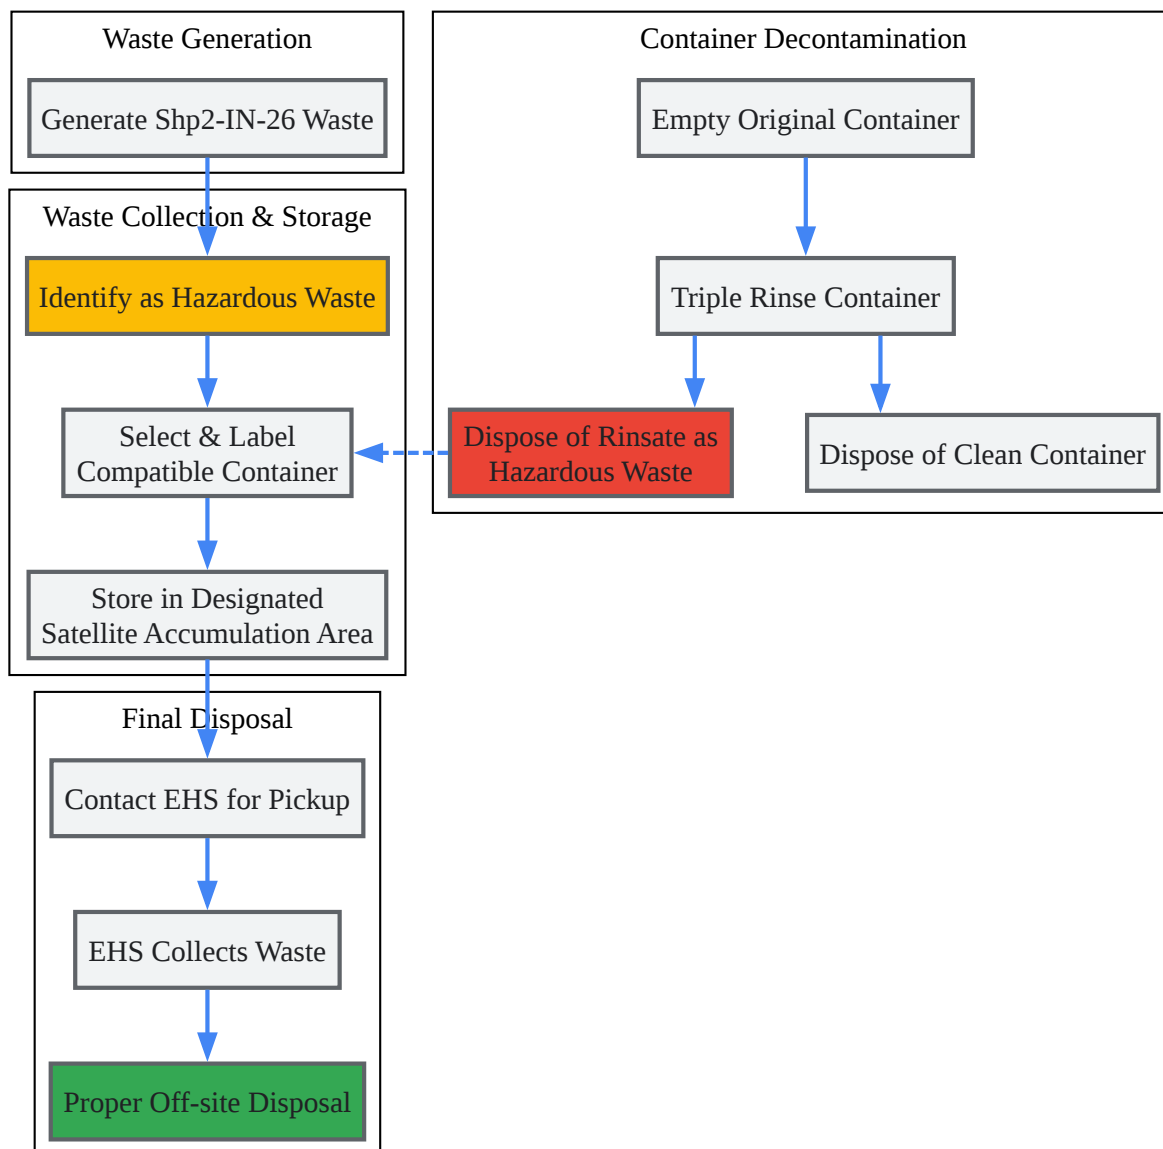 Waste Generation
Generate Shp2-IN-26 Waste
Waste Collection & Storage
Identify as Hazardous Waste
Select & Label
Compatible Container
Store in Designated
Satellite Accumulation Area
Final Disposal
Contact EHS for Pickup
EHS Collects Waste
Proper Off-site Disposal
Container Decontamination
Empty Original Container
Triple Rinse Container
Dispose of Rinsate as
Hazardous Waste
Dispose of Clean Container